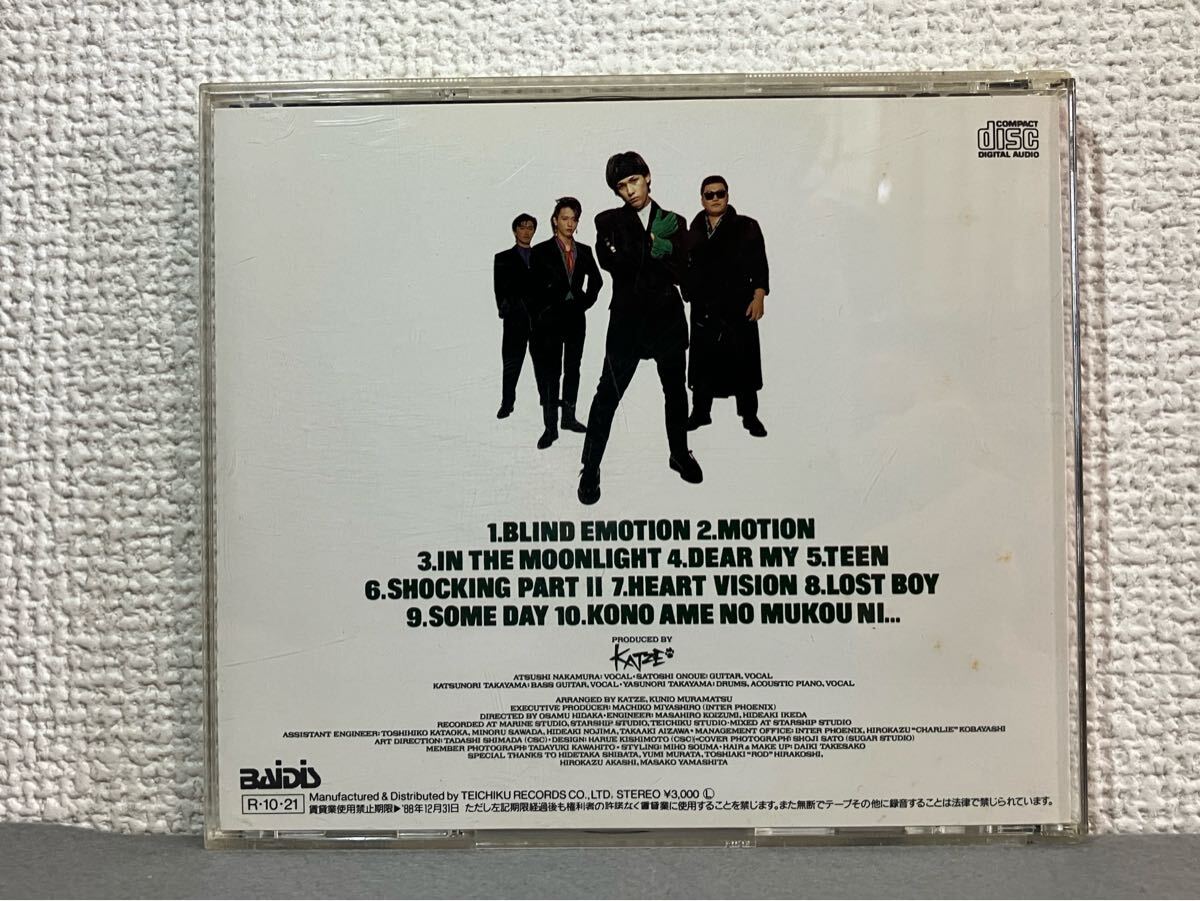 COMPACT
disc
DIGITAL AUDIO
1.BLIND EMOTION 2.MOTION
3.IN THE MOONLIGHT 4.DEAR MY 5.TEEN
6.SHOCKING PART II 7.HEART VISION 8.LOST BOY
9.SOME DAY 10.KONO AME NO MUKOU NI...
PRODUCED BY
KATZE
ATSUSHI NAKAMURA: VOCAL・SATOSHI ONOUE: GUITAR, VOCAL
KATSUNORI TAKAYAMA: BASS GUITAR, VOCAL・YASUNORI TAKAYAMA: DRUMS, ACOUSTIC PIANO, VOCAL
ARRANGED BY KATZE, KUNIO MURAMATSU
EXECUTIVE PRODUCER: MACHIKO MIYASHIRO (INTER PHOENIX)
DIRECTED BY OSAMU HIDAKA・ENGINEER: MASAHIRO KOIZUMI, HIDEAKI IKEDA
RECORDED AT MARINE STUDIO, STARSHIP STUDIO, TEICHIKU STUDIO・MIXED AT STARSHIP STUDIO
ASSISTANT ENGINEER: TOSHIHIKO KATAOKA, MINORU SAWADA, HIDEAKI NOJIMA, TAKAAKI AIZAWA・MANAGEMENT OFFICE: INTER PHOENIX, HIROKAZU "CHARLIE" KOBAYASHI
ART DIRECTION: TADASHI SHIMADA (CSC)・DESIGN: HARUE KISHIMOTO (CSC)・COVER PHOTOGRAPH: SHOJI SATO (SUGAR STUDIO)
MEMBER PHOTOGRAPH: TADAYUKI KAWAHITO・STYLING: MIHO SOUMA・HAIR & MAKE UP: DAIKI TAKESAKO
SPECIAL THANKS TO HIDETAKA SHIBATA, YUMI MURATA, TOSHIAKI "ROD" HIRAKOSHI,
HIROKAZU AKASHI, MASAKO YAMASHITA
BAIDIS
R・10・21 Manufactured & Distributed by TEICHIKU RECORDS CO., LTD. STEREO ¥3,000 Ⓛ
賃貸業使用禁止期限▶'88年12月31日 ただし左記期限経過後も権利者の許諾なく賃貸業に使用することを禁じます。また無断でテープその他に録音することは法律で禁じられています。